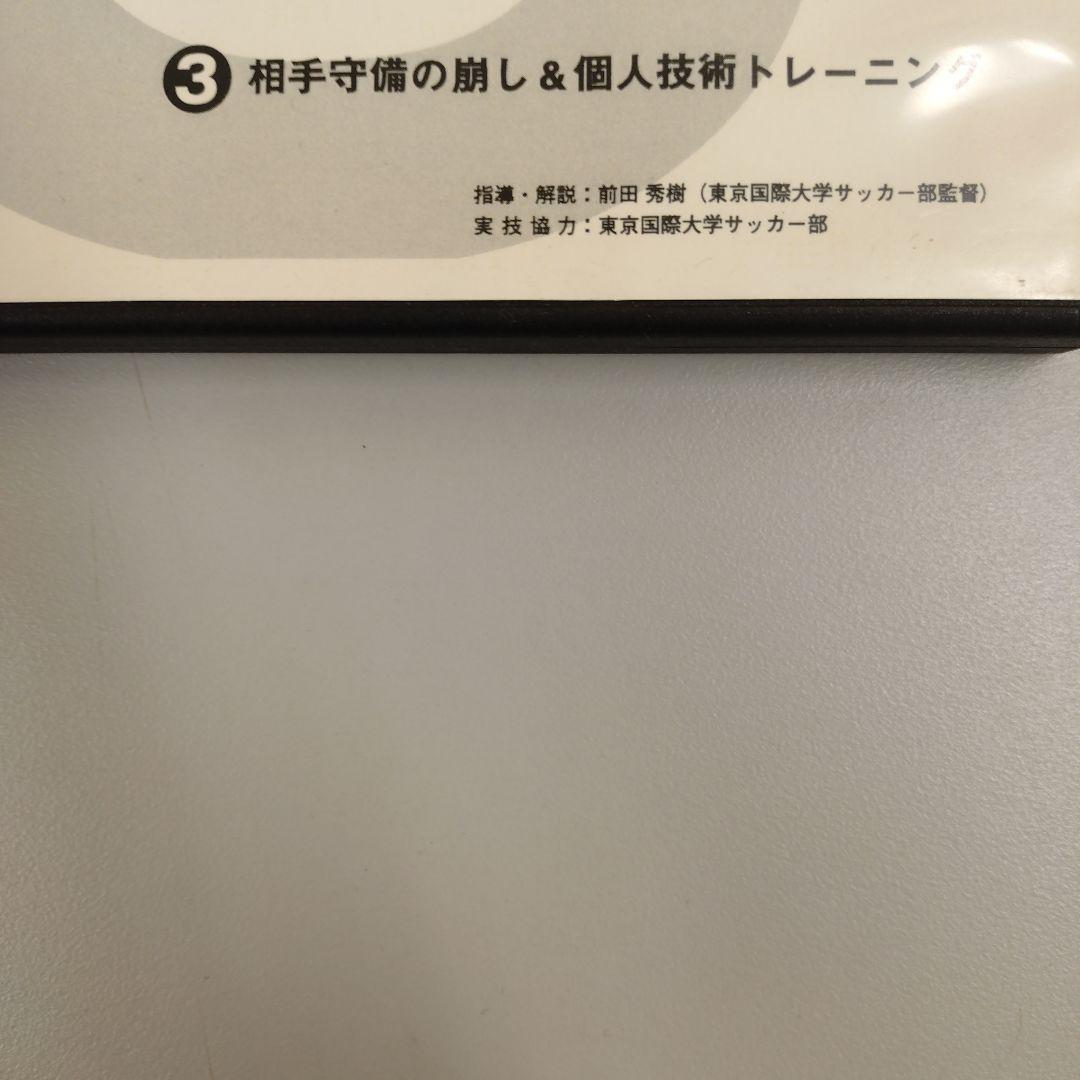 ③ 相手守備の崩し＆個人技術トレーニング
指導・解説：前田 秀樹（東京国際大学サッカー部監督）
実 技 協 力：東京国際大学サッカー部